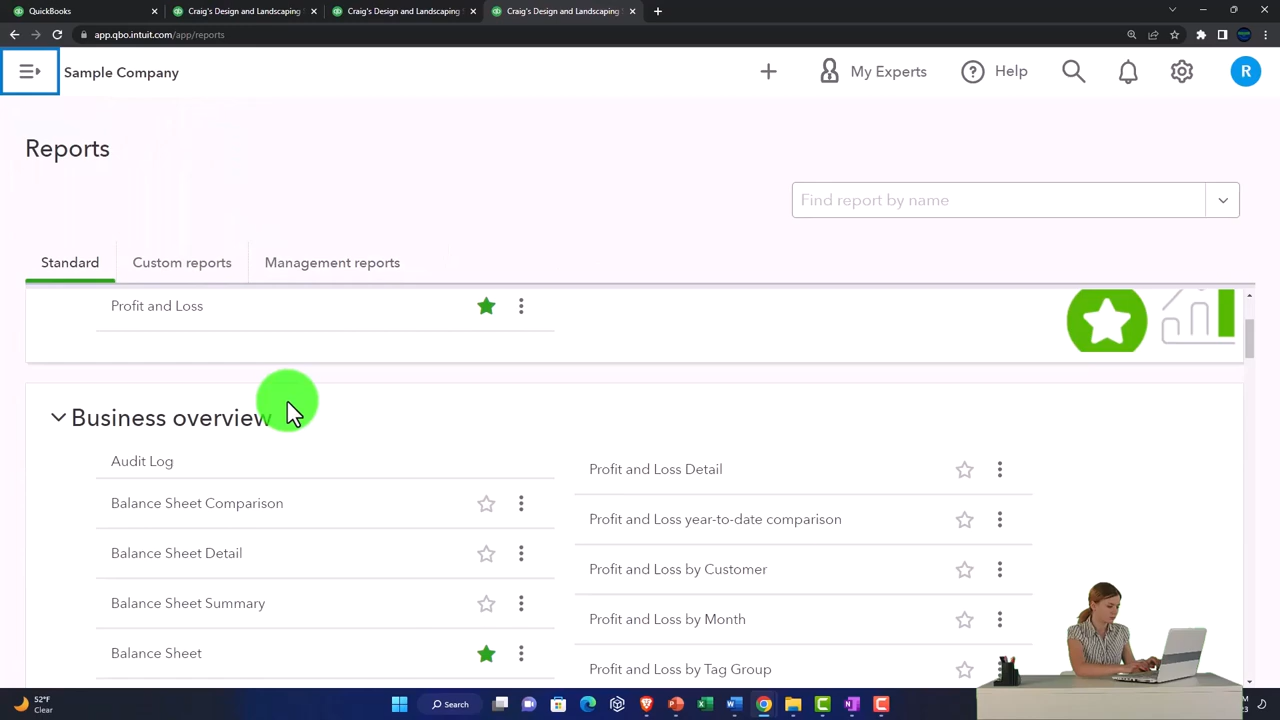 QuickBooks
Craig's Design and Landscaping
Craig's Design and Landscaping
Craig's Design and Landscaping
app.qbo.intuit.com/app/reports
Sample Company
My Experts
Help
R
Reports
Find report by name
Standard
Custom reports
Management reports
Profit and Loss
Business overview
Audit Log
Balance Sheet Comparison
Balance Sheet Detail
Balance Sheet Summary
Balance Sheet
Profit and Loss Detail
Profit and Loss year-to-date comparison
Profit and Loss by Customer
Profit and Loss by Month
Profit and Loss by Tag Group
52°F
Clear
Search